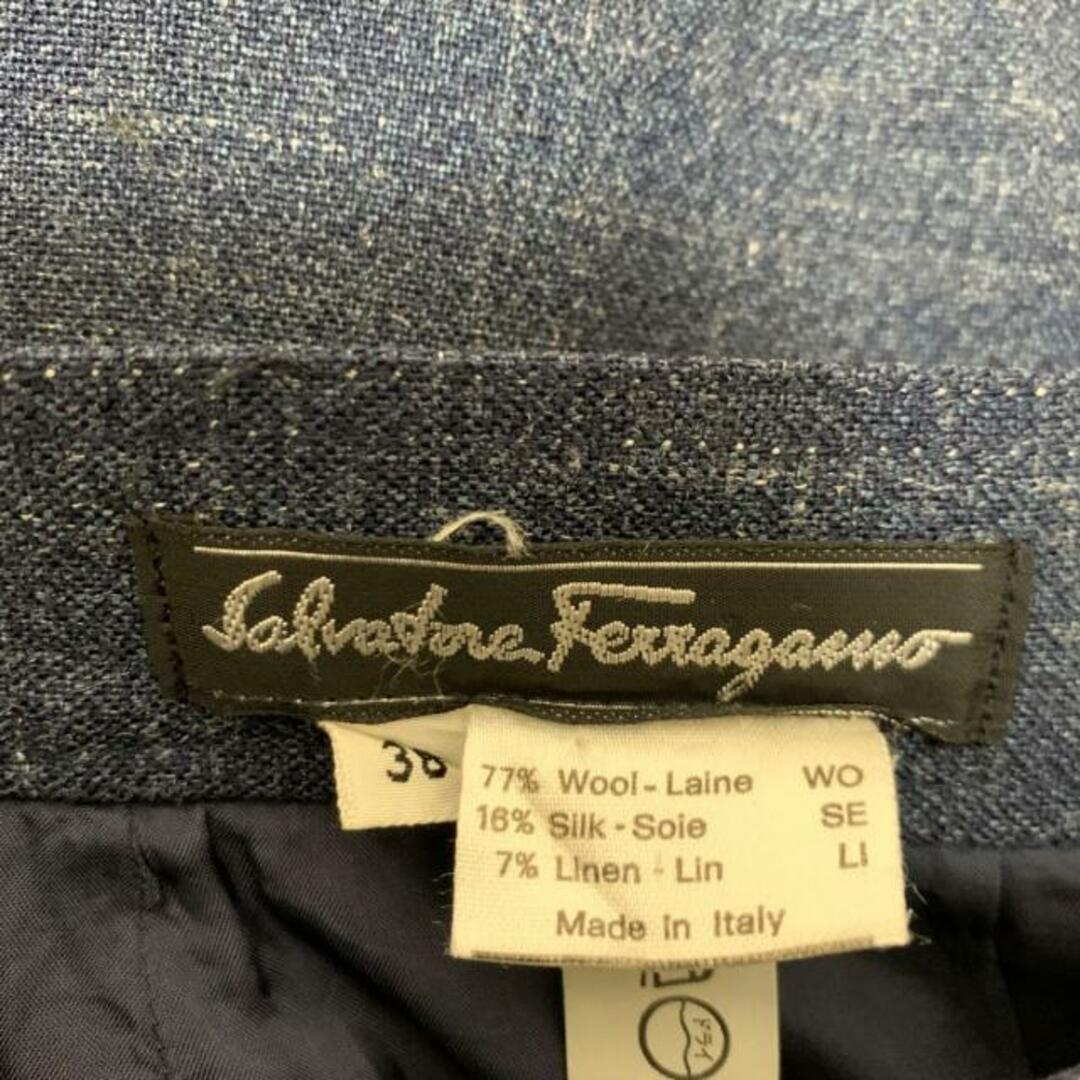 Salvatore Ferragamo
38
77% Wool - Laine WO
16% Silk - Soie SE
7% Linen - Lin LI
Made in Italy
ドライ